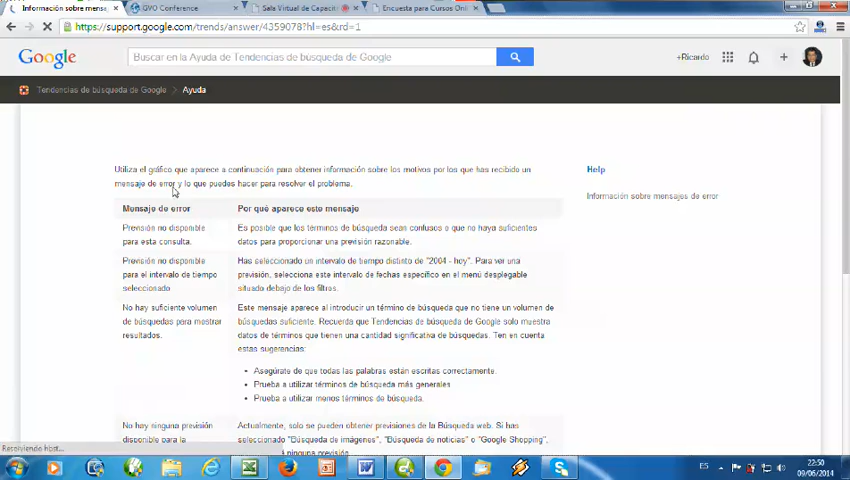 Información sobre mensa
GVO Conference
Sala Virtual de Capacita
Encuesta para Cursos Onl
https://support.google.com/trends/answer/4359078?hl=es&rd=1
Google
Buscar en la Ayuda de Tendencias de búsqueda de Google
+Ricardo
Tendencias de búsqueda de Google > Ayuda
Utiliza el gráfico que aparece a continuación para obtener información sobre los motivos por los que has recibido un
mensaje de error y lo que puedes hacer para resolver el problema.
Help
Información sobre mensajes de error
Mensaje de error
Por qué aparece este mensaje
Previsión no disponible
para esta consulta.
Es posible que los términos de búsqueda sean confusos o que no haya suficientes
datos para proporcionar una previsión razonable.
Previsión no disponible
para el intervalo de tiempo
seleccionado
Has seleccionado un intervalo de tiempo distinto de "2004 - hoy". Para ver una
previsión, selecciona este intervalo de fechas específico en el menú desplegable
situado debajo de los filtros.
No hay suficiente volumen
de búsquedas para mostrar
resultados.
Este mensaje aparece al introducir un término de búsqueda que no tiene un volumen de
búsquedas suficiente. Recuerda que Tendencias de búsqueda de Google solo muestra
datos de términos que tienen una cantidad significativa de búsquedas. Ten en cuenta
estas sugerencias:
• Asegúrate de que todas las palabras están escritas correctamente.
• Prueba a utilizar términos de búsqueda más generales
• Prueba a utilizar menos términos de búsqueda.
No hay ninguna previsión
disponible para la
Actualmente, solo se pueden obtener previsiones de la Búsqueda web. Si has
seleccionado "Búsqueda de imágenes", "Búsqueda de noticias" o "Google Shopping",
ninguna previsión.
Resolviendo host...
ES
22:50
09/06/2014